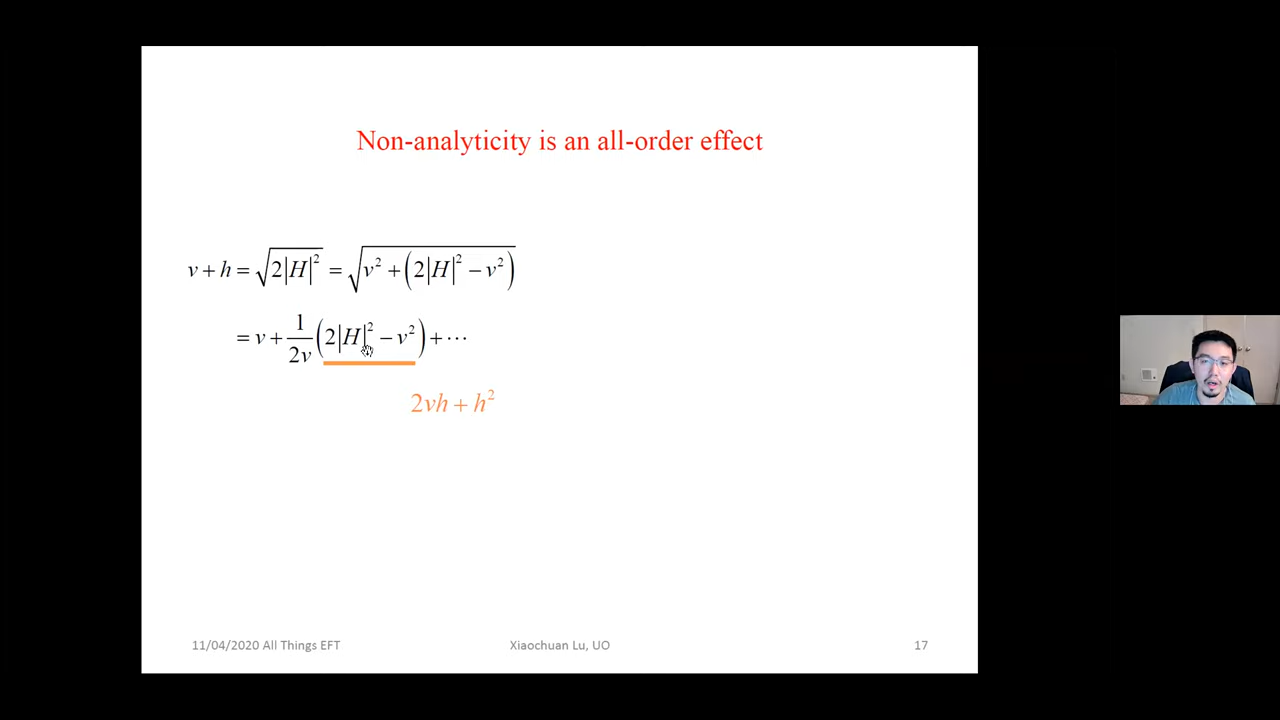 Non-analyticity is an all-order effect
v + h = √(2|H|²) = √(v² + (2|H|² − v²))
= v + 1/(2v) (2|H|² − v²) + ⋯
2vh + h²
11/04/2020 All Things EFT
Xiaochuan Lu, UO
17